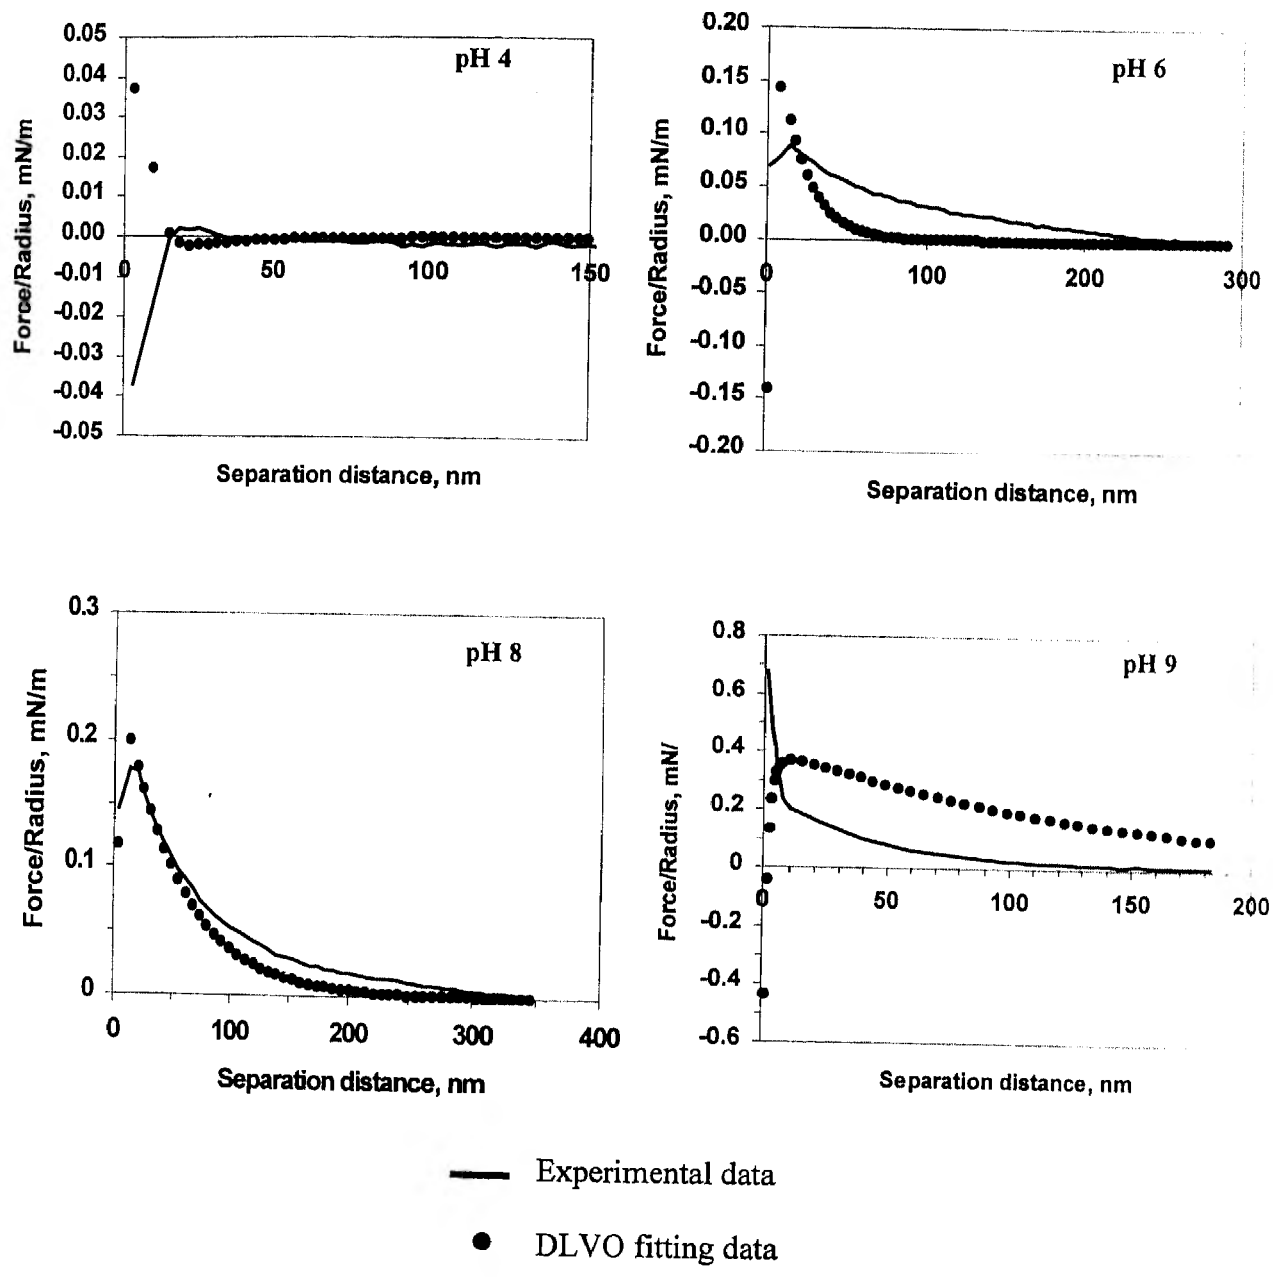 pH 4
0.05
0.04
0.03
0.02
0.01
0.00
-0.01
-0.02
-0.03
-0.04
-0.05
0 50 100 150
Force/Radius, mN/m
Separation distance, nm
pH 6
0.20
0.15
0.10
0.05
0.00
-0.05
-0.10
-0.15
-0.20
0 100 200 300
Force/Radius, mN/m
Separation distance, nm
pH 8
0.3
0.2
0.1
0
0 100 200 300 400
Force/Radius, mN/m
Separation distance, nm
pH 9
0.8
0.6
0.4
0.2
0
-0.2
-0.4
-0.6
0 50 100 150 200
Force/Radius, mN/
Separation distance, nm
Experimental data
DLVO fitting data